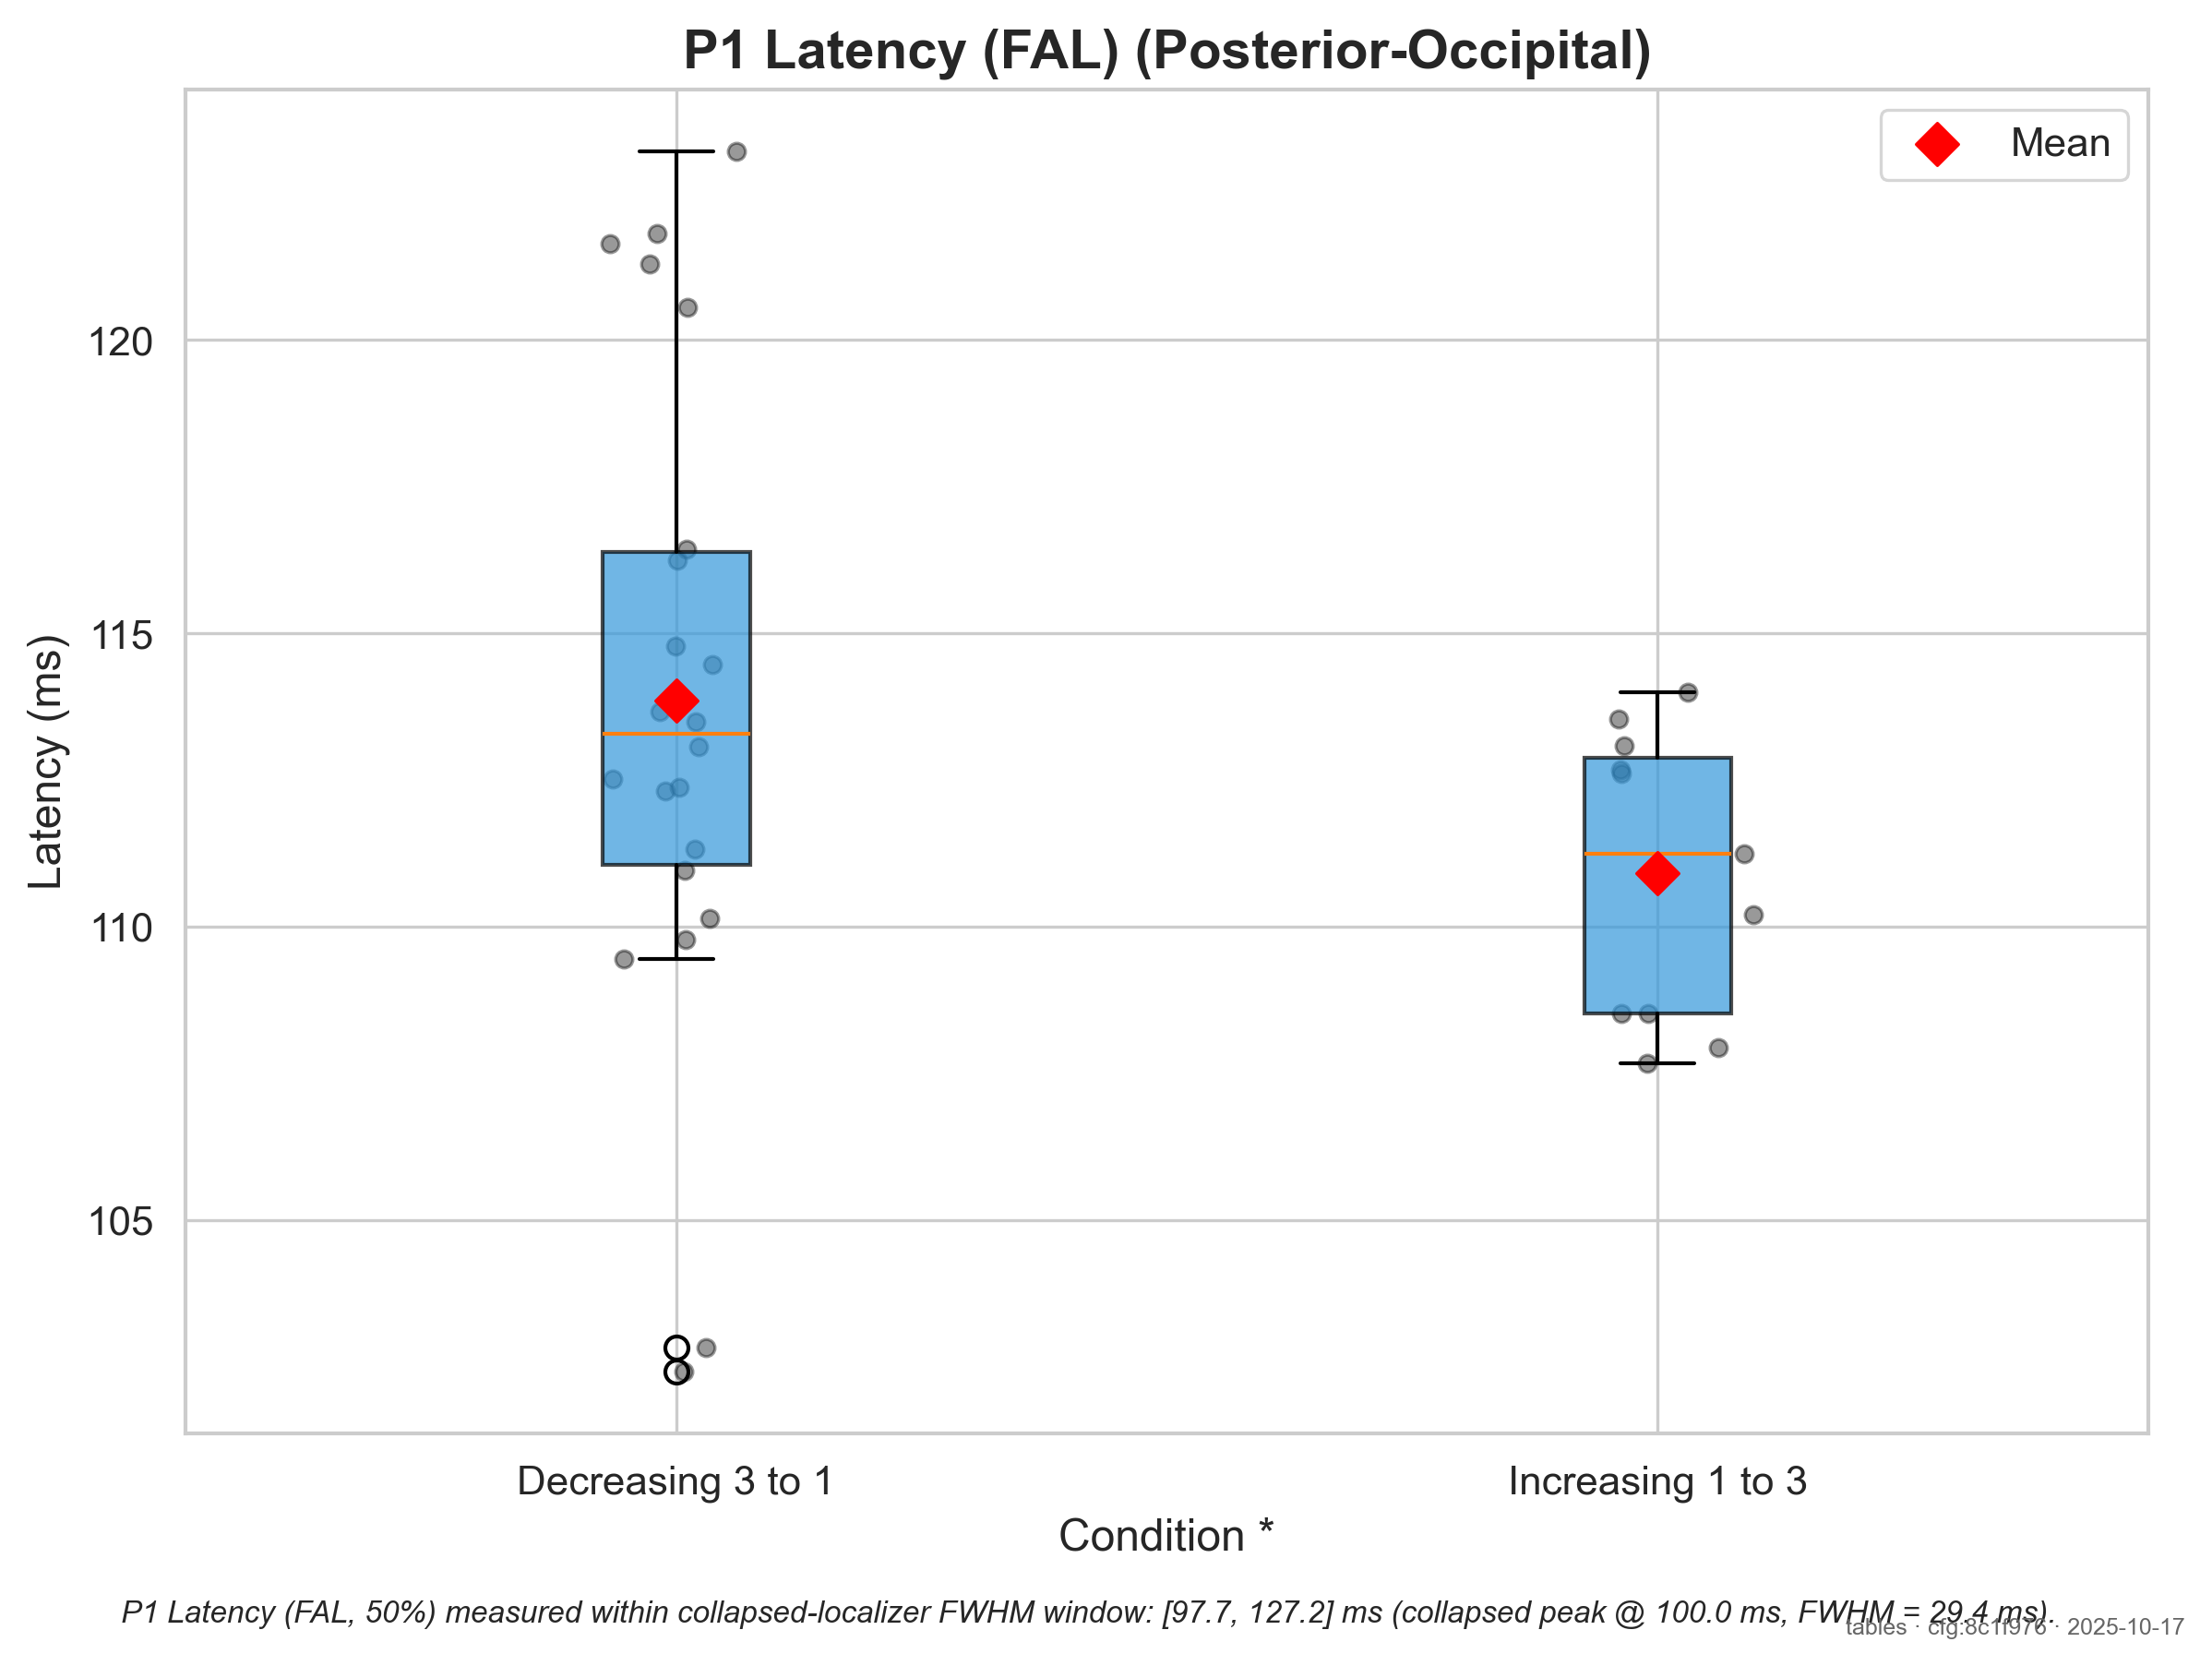 P1 Latency (FAL) (Posterior-Occipital)
Mean
Latency (ms)
120
115
110
105
Decreasing 3 to 1
Increasing 1 to 3
Condition *
P1 Latency (FAL, 50%) measured within collapsed-localizer FWHM window: [97.7, 127.2] ms (collapsed peak @ 100.0 ms, FWHM = 29.4 ms).
tables · cfg:8c1f976 · 2025-10-17